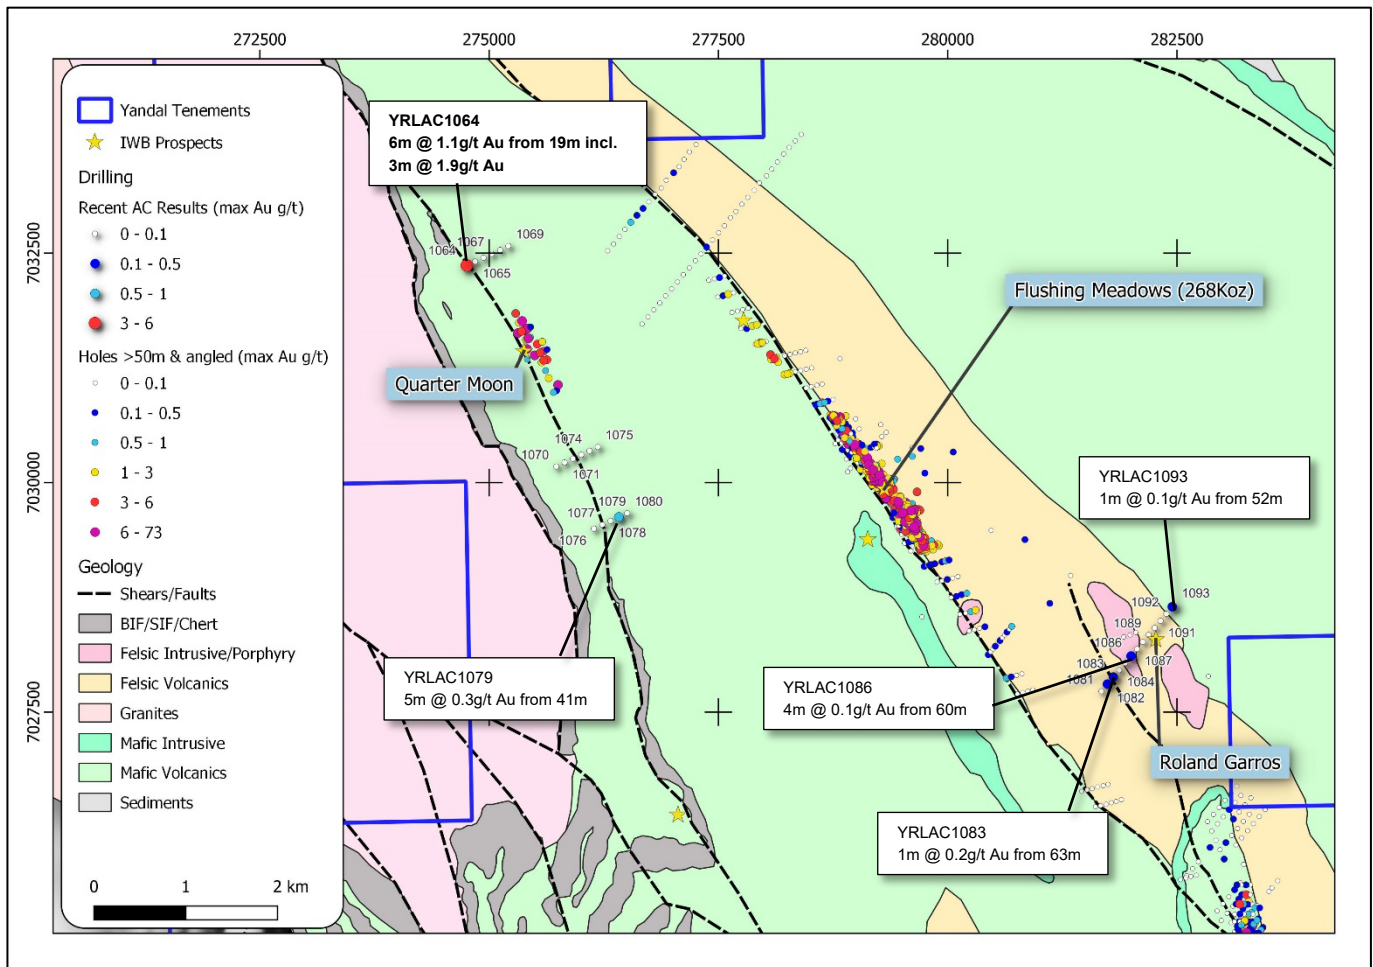 272500
275000
277500
280000
282500
7032500
7030000
7027500
Yandal Tenements
IWB Prospects
Drilling
Recent AC Results (max Au g/t)
0 - 0.1
0.1 - 0.5
0.5 - 1
3 - 6
Holes >50m & angled (max Au g/t)
0 - 0.1
0.1 - 0.5
0.5 - 1
1 - 3
3 - 6
6 - 73
Geology
Shears/Faults
BIF/SIF/Chert
Felsic Intrusive/Porphyry
Felsic Volcanics
Granites
Mafic Intrusive
Mafic Volcanics
Sediments
0 1 2 km
YRLAC1064
6m @ 1.1g/t Au from 19m incl.
3m @ 1.9g/t Au
1064
1067
1069
1065
Quarter Moon
Flushing Meadows (268Koz)
1070
1074
1075
1071
1076
1077
1079
1080
1078
YRLAC1079
5m @ 0.3g/t Au from 41m
YRLAC1093
1m @ 0.1g/t Au from 52m
1093
1092
1089
1091
1086
1087
1083
1081
1084
1082
YRLAC1086
4m @ 0.1g/t Au from 60m
Roland Garros
YRLAC1083
1m @ 0.2g/t Au from 63m